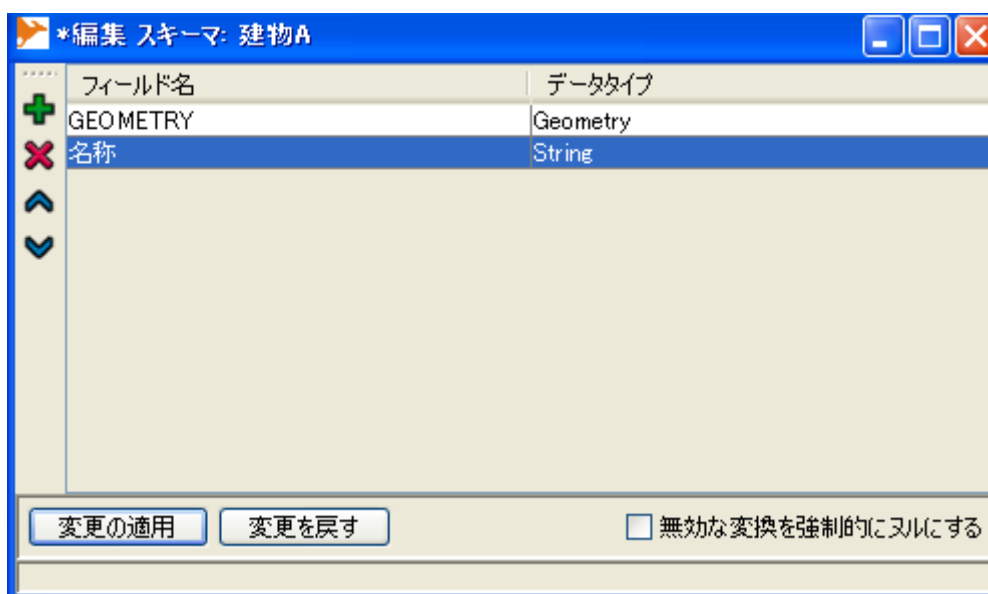 *編集 スキーマ: 建物A
フィールド名 データタイプ
GEOMETRY Geometry
名称 String
変更の適用 変更を戻す 無効な変換を強制的にヌルにする